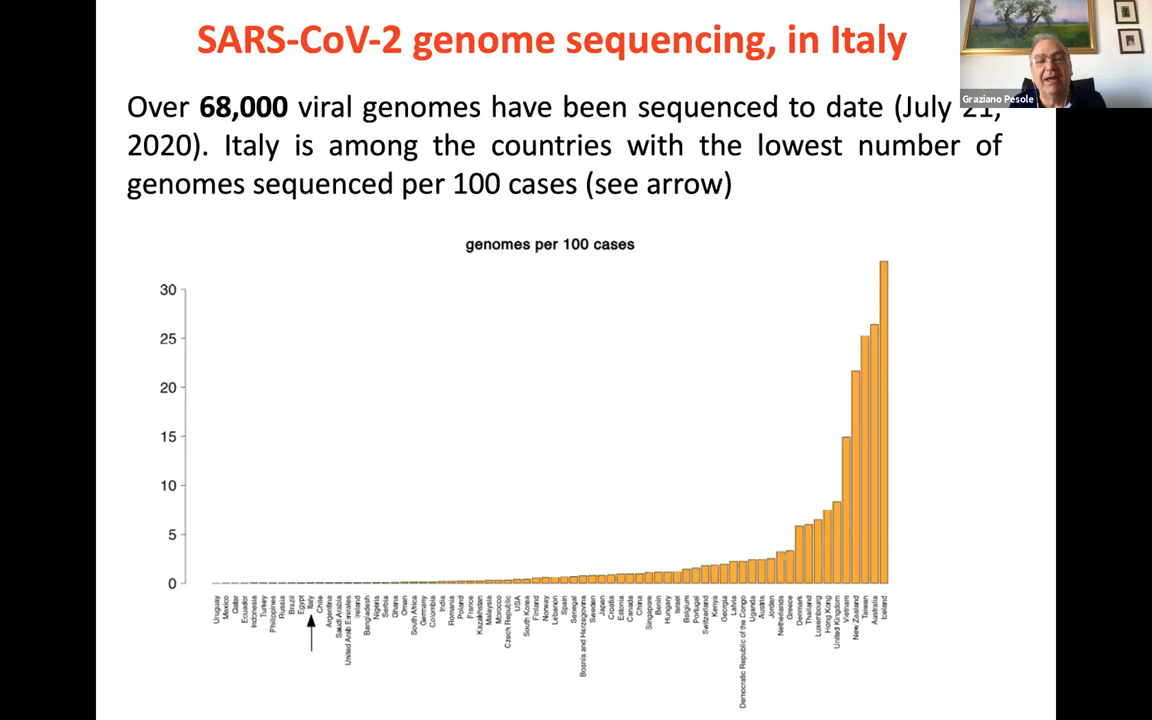 SARS-CoV-2 genome sequencing, in Italy
Graziano Pesole
Over 68,000 viral genomes have been sequenced to date (July 21,
2020). Italy is among the countries with the lowest number of
genomes sequenced per 100 cases (see arrow)
genomes per 100 cases
30
25
20
15
10
5
0
Uruguay
Mexico
Qatar
Ecuador
Indonesia
Turkey
Philippines
Russia
Brazil
Egypt
Italy
Chile
Argentina
Saudi Arabia
United Arab Emirates
Ireland
Bangladesh
Nigeria
Serbia
Ghana
Oman
South Africa
Germany
Colombia
India
Romania
Poland
France
Kazakhstan
Malaysia
Morocco
Czech Republic
USA
South Korea
Finland
Norway
Lebanon
Spain
Senegal
Bosnia and Herzegovina
Sweden
Japan
Croatia
Estonia
Canada
China
Singapore
Benin
Hungary
Israel
Belgium
Portugal
Switzerland
Kenya
Georgia
Latvia
Democratic Republic of the Congo
Uganda
Austria
Jordan
Netherlands
Greece
Denmark
Thailand
Luxembourg
Hong Kong
United Kingdom
Vietnam
New Zealand
Taiwan
Australia
Iceland